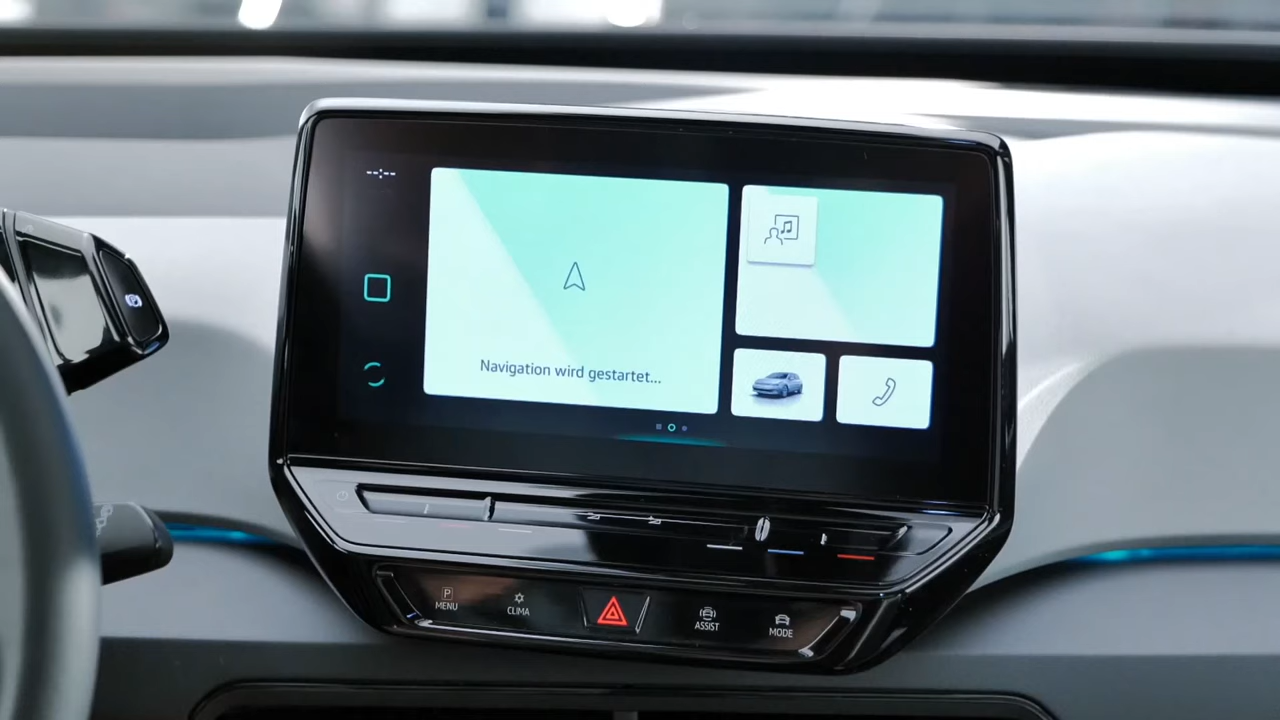 Navigation wird gestartet...
P
MENU
CLIMA
ASSIST
MODE